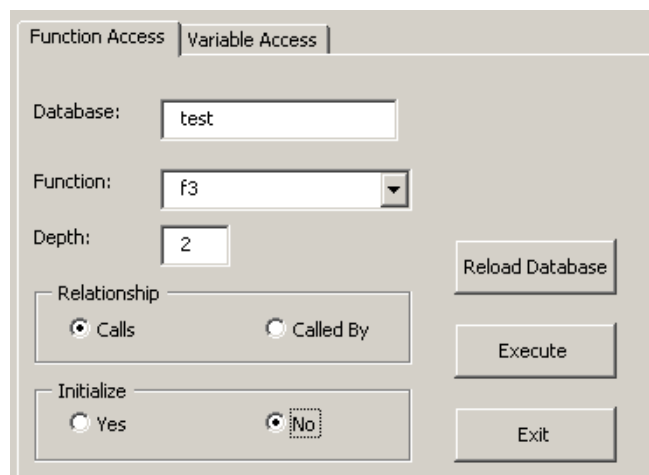 Function Access Variable Access
Database: test
Function: f3
Depth: 2
Reload Database
Relationship
Calls Called By
Execute
Initialize
Yes No
Exit